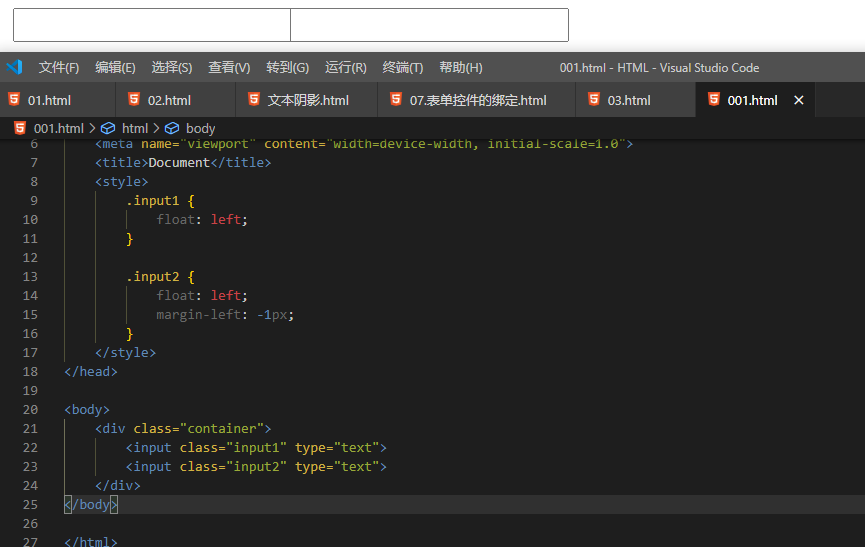 文件(F) 编辑(E) 选择(S) 查看(V) 转到(G) 运行(R) 终端(T) 帮助(H) 001.html - HTML - Visual Studio Code
01.html 02.html 文本阴影.html 07.表单控件的绑定.html 03.html 001.html ×
001.html > html > body
6 <meta name="viewport" content="width=device-width, initial-scale=1.0">
7 <title>Document</title>
8 <style>
9 .input1 {
10 float: left;
11 }
12
13 .input2 {
14 float: left;
15 margin-left: -1px;
16 }
17 </style>
18 </head>
19
20 <body>
21 <div class="container">
22 <input class="input1" type="text">
23 <input class="input2" type="text">
24 </div>
25 </body>
26
27 </html>